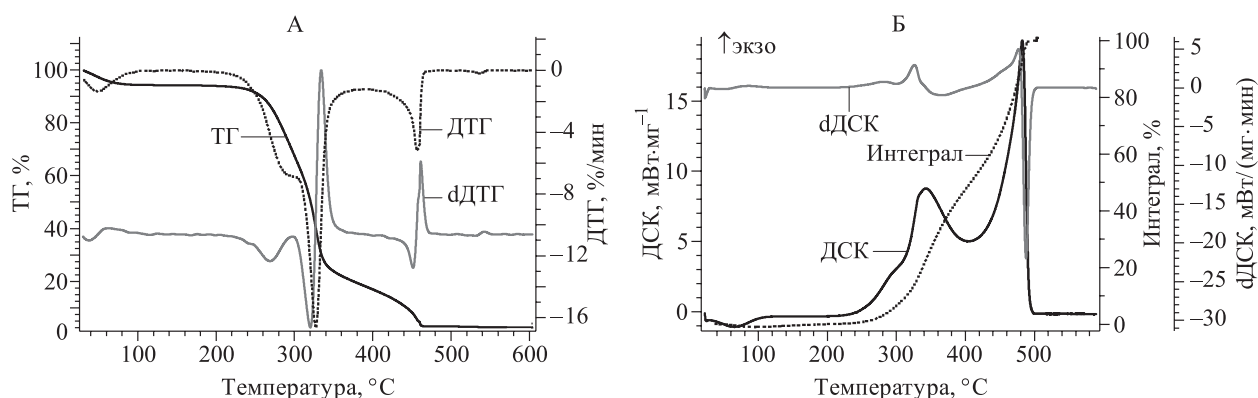 А
ТГ, %
100
80
60
40
20
0
ТГ
ДТГ
dДТГ
0
−4
−8
−12
−16
ДТГ, %/мин
100
200
300
400
500
600
Температура, °C
Б
↑экзо
ДСК, мВт·мг⁻¹
15
10
5
0
dДСК
Интеграл
ДСК
100
80
60
40
20
0
Интеграл, %
5
0
−5
−10
−15
−20
−25
−30
dДСК, мВт/(мг·мин)
100
200
300
400
500
Температура, °C